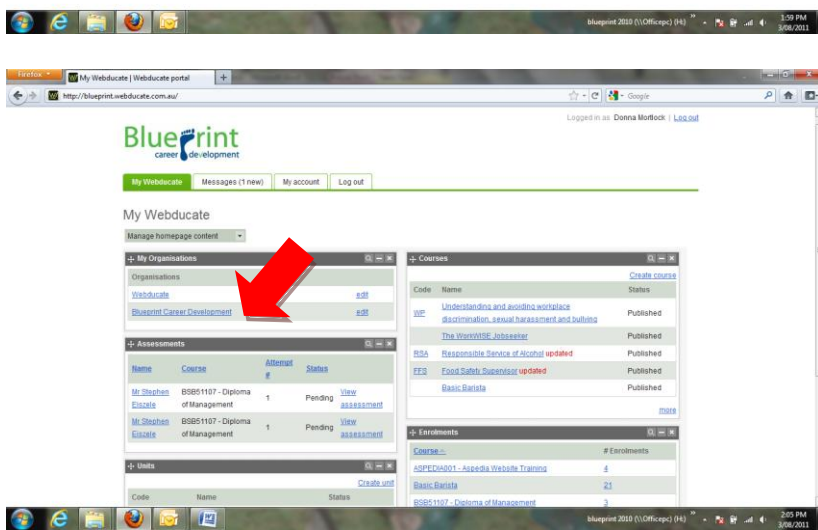 blueprint 2010 (\\Officepc) (H:)
1:59 PM
3/08/2011
Firefox
My Webducate | Webducate portal
http://blueprint.webducate.com.au/
Google
Logged in as Donna Mortlock | Log out
Blueprint
career development
My Webducate Messages (1 new) My account Log out
My Webducate
Manage homepage content
My Organisations
Organisations
Webducate edit
Blueprint Career Development edit
Assessments
Name Course Attempt # Status
Mr Stephen Eiszele BSB51107 - Diploma of Management 1 Pending View assessment
Mr Stephen Eiszele BSB51107 - Diploma of Management 1 Pending View assessment
Units
Create unit
Code Name Status
Courses
Create course
Code Name Status
WP Understanding and avoiding workplace discrimination, sexual harassment and bullying Published
The WorkWISE Jobseeker Published
RSA Responsible Service of Alcohol updated Published
FFS Food Safety Supervisor updated Published
Basic Barista Published
more
Enrolments
Course # Enrolments
ASPEDIA001 - Aspedia Website Training 4
Basic Barista 21
BSB51107 - Diploma of Management 3
blueprint 2010 (\\Officepc) (H:)
2:05 PM
3/08/2011